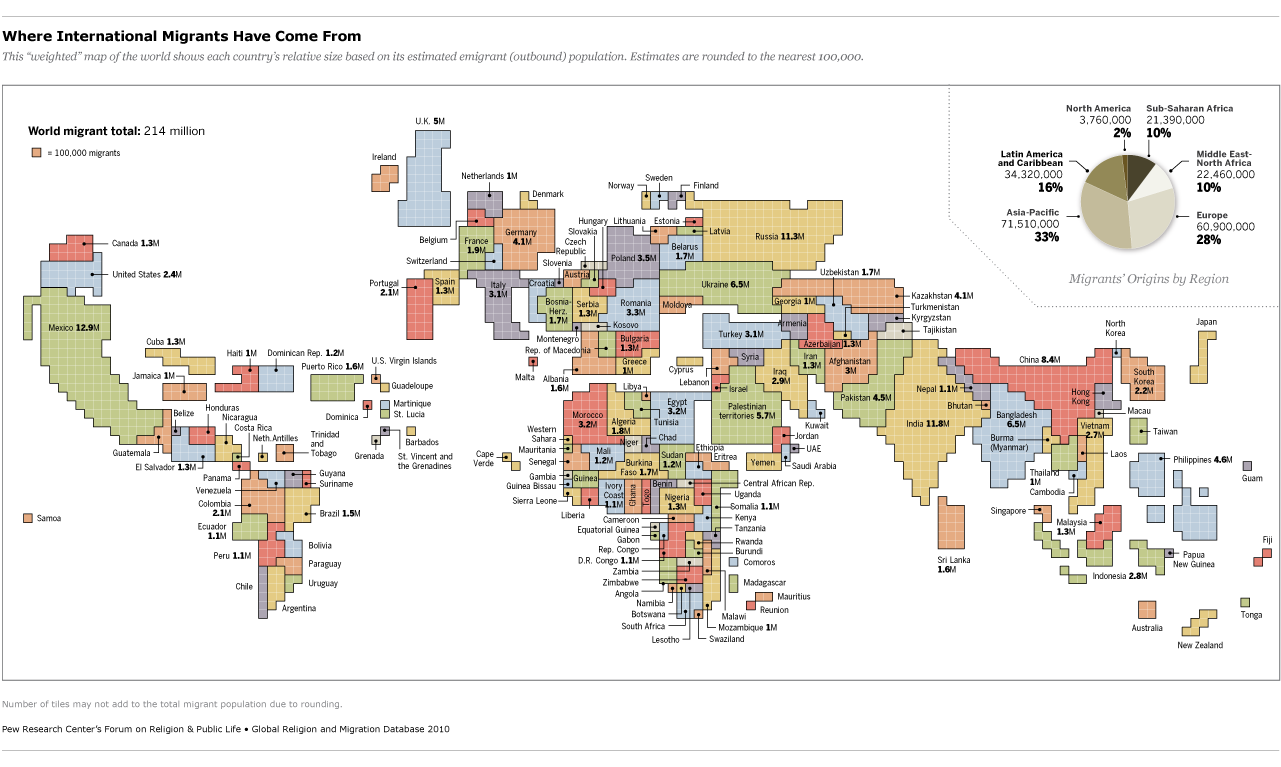 Where International Migrants Have Come From
This “weighted” map of the world shows each country’s relative size based on its estimated emigrant (outbound) population. Estimates are rounded to the nearest 100,000.
World migrant total: 214 million
= 100,000 migrants
North America
3,760,000
2%
Sub-Saharan Africa
21,390,000
10%
Latin America
and Caribbean
34,320,000
16%
Middle East-
North Africa
22,460,000
10%
Asia-Pacific
71,510,000
33%
Europe
60,900,000
28%
Migrants’ Origins by Region
U.K. 5M
Ireland
Netherlands 1M
Denmark
Norway
Sweden
Finland
Hungary
Lithuania
Estonia
Latvia
Slovakia
Czech
Republic
Slovenia
Belgium
France
1.9M
Germany
4.1M
Switzerland
Austria
Poland 3.5M
Belarus
1.7M
Russia 11.3M
Canada 1.3M
United States 2.4M
Mexico 12.9M
Portugal
2.1M
Spain
1.3M
Italy
3.1M
Croatia
Bosnia-
Herz.
1.7M
Serbia
1.3M
Romania
3.3M
Moldova
Ukraine 6.5M
Georgia 1M
Uzbekistan 1.7M
Kazakhstan 4.1M
Turkmenistan
Kyrgyzstan
Tajikistan
Kosovo
Montenegro
Rep. of Macedonia
Bulgaria
1.3M
Turkey 3.1M
Armenia
Azerbaijan 1.3M
Malta
Albania
1.6M
Greece
1M
Cyprus
Lebanon
Syria
Israel
Iraq
2.9M
Iran
1.3M
Afghanistan
3M
Pakistan 4.5M
Kuwait
Cuba 1.3M
Haiti 1M
Dominican Rep. 1.2M
Jamaica 1M
Puerto Rico 1.6M
U.S. Virgin Islands
Guadeloupe
Martinique
St. Lucia
Dominica
Barbados
St. Vincent and
the Grenadines
Grenada
Belize
Honduras
Nicaragua
Costa Rica
Neth.Antilles
Trinidad
and
Tobago
Guatemala
El Salvador 1.3M
Panama
Venezuela
Guyana
Suriname
Colombia
2.1M
Brazil 1.5M
Ecuador
1.1M
Peru 1.1M
Bolivia
Paraguay
Chile
Uruguay
Argentina
Samoa
Libya
Morocco
3.2M
Algeria
1.8M
Egypt
3.2M
Tunisia
Palestinian
territories 5.7M
Jordan
UAE
Saudi Arabia
Yemen
Western
Sahara
Mauritania
Senegal
Cape
Verde
Gambia
Guinea Bissau
Sierra Leone
Liberia
Guinea
Mali
1.2M
Niger
Chad
Burkina
Faso 1.7M
Sudan
1.2M
Ethiopia
Eritrea
Central African Rep.
Ivory
Coast
1.1M
Ghana
Togo
Benin
Nigeria
1.3M
Uganda
Somalia 1.1M
Kenya
Tanzania
Cameroon
Equatorial Guinea
Gabon
Rep. Congo
D.R. Congo 1.1M
Rwanda
Burundi
Comoros
Zambia
Zimbabwe
Angola
Namibia
Botswana
South Africa
Lesotho
Swaziland
Mozambique 1M
Malawi
Madagascar
Mauritius
Reunion
North
Korea
Japan
China 8.4M
South
Korea
2.2M
Nepal 1.1M
Bhutan
Hong
Kong
Macau
India 11.8M
Bangladesh
6.5M
Burma
(Myanmar)
Vietnam
2.7M
Taiwan
Laos
Thailand
1M
Cambodia
Philippines 4.6M
Guam
Singapore
Malaysia
1.3M
Sri Lanka
1.6M
Indonesia 2.8M
Papua
New Guinea
Fiji
Tonga
Australia
New Zealand
Number of tiles may not add to the total migrant population due to rounding.
Pew Research Center’s Forum on Religion & Public Life • Global Religion and Migration Database 2010